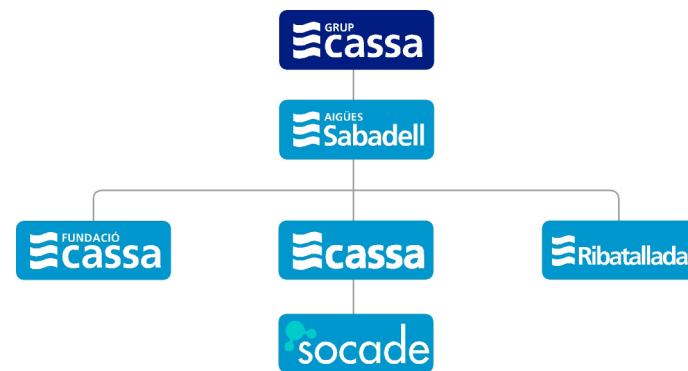 GRUP
cassa
AIGÜES
Sabadell
FUNDACIÓ
cassa
cassa
Ribatallada
socade